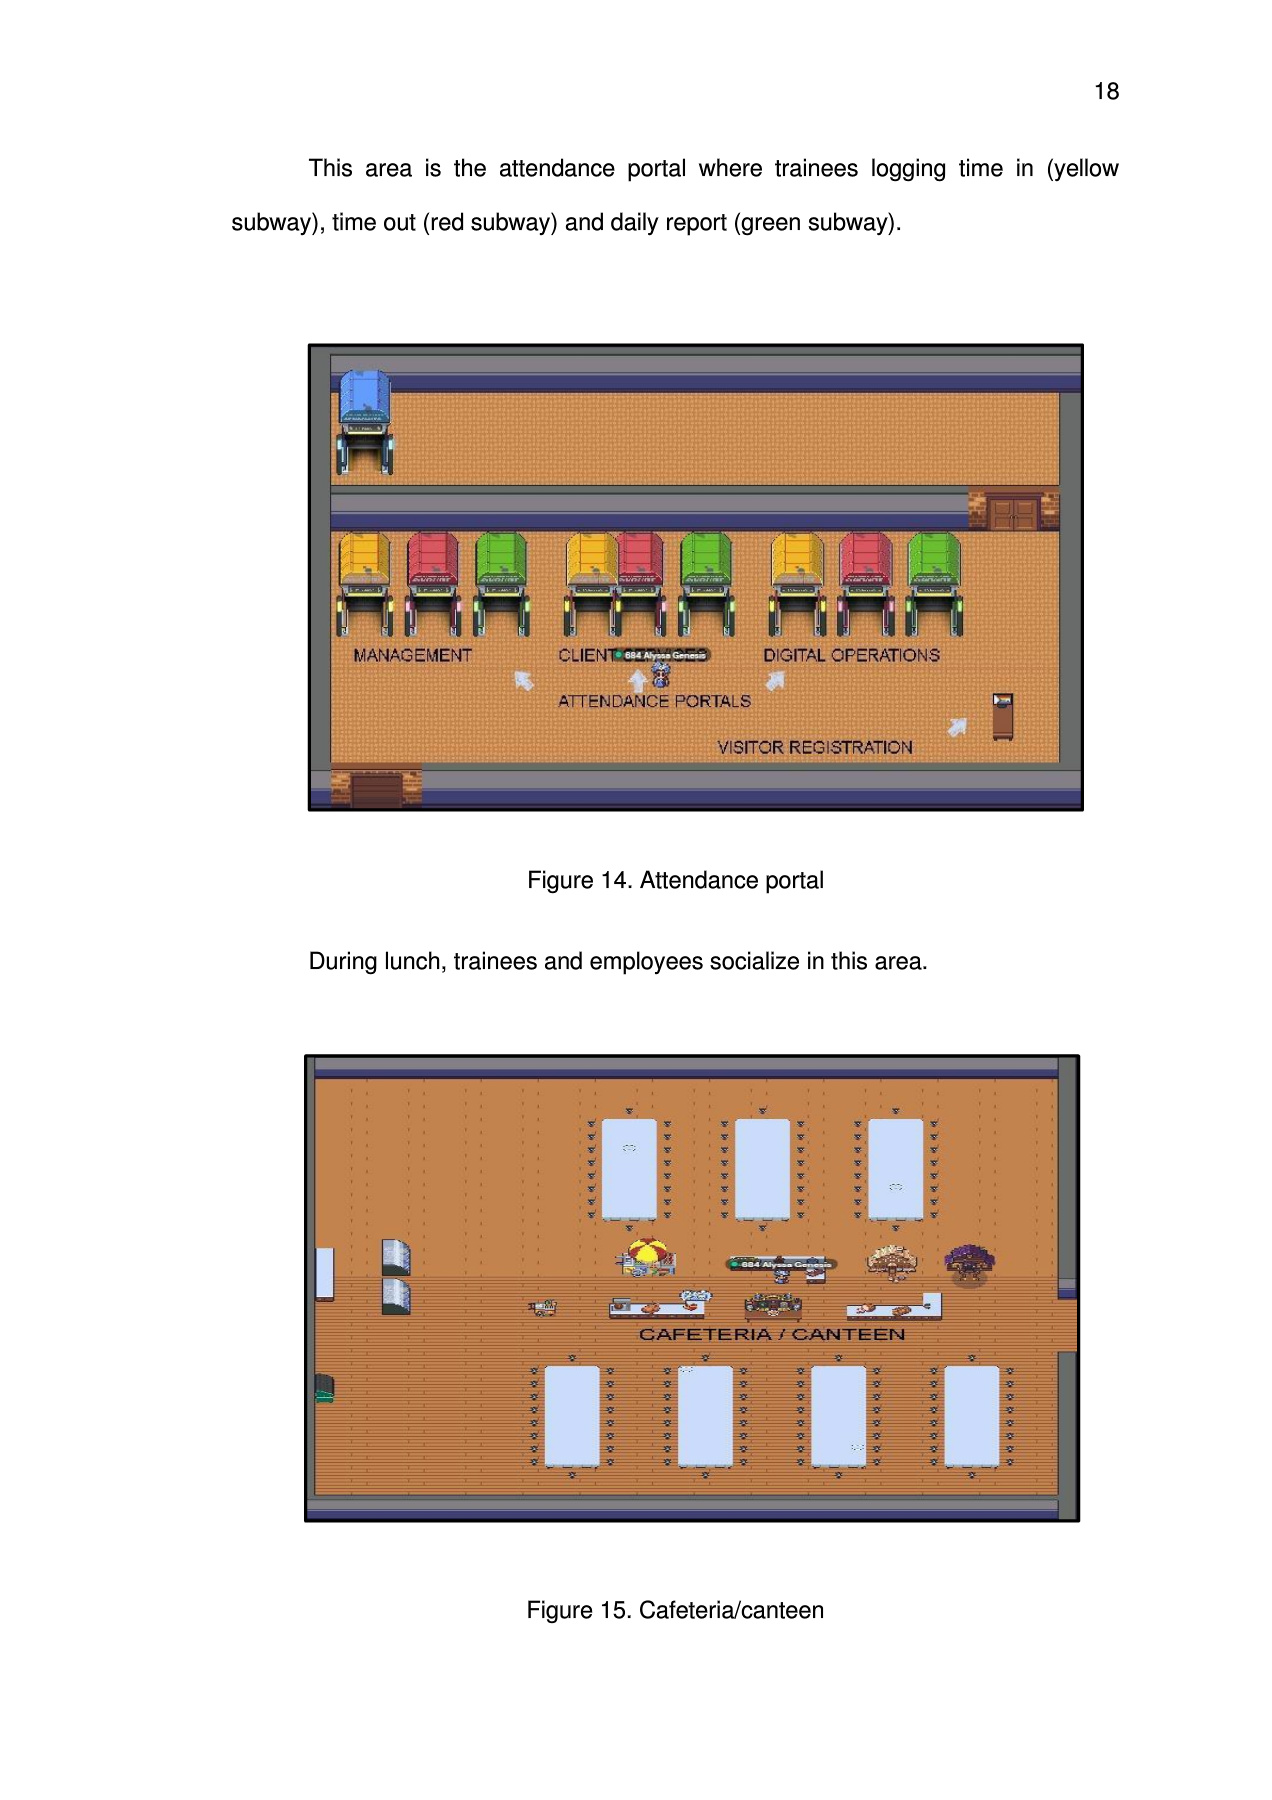 18
This area is the attendance portal where trainees logging time in (yellow
subway), time out (red subway) and daily report (green subway).
MANAGEMENT
CLIENT
684 Alyssa Genesis
DIGITAL OPERATIONS
ATTENDANCE PORTALS
VISITOR REGISTRATION
Figure 14. Attendance portal
During lunch, trainees and employees socialize in this area.
684 Alyssa Genesis
CAFETERIA / CANTEEN
Figure 15. Cafeteria/canteen